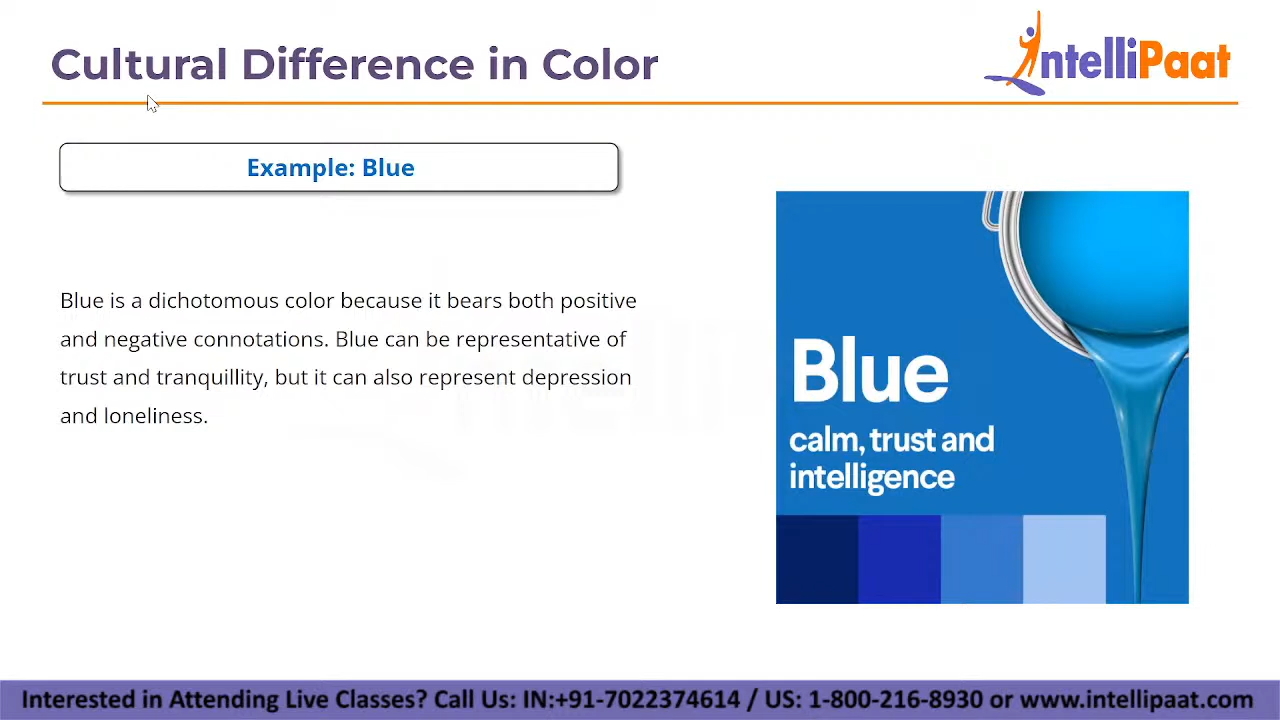 Cultural Difference in Color
IntelliPaat
Example: Blue
Blue is a dichotomous color because it bears both positive
and negative connotations. Blue can be representative of
trust and tranquillity, but it can also represent depression
and loneliness.
Blue
calm, trust and
intelligence
Interested in Attending Live Classes? Call Us: IN:+91-7022374614 / US: 1-800-216-8930 or www.intellipaat.com